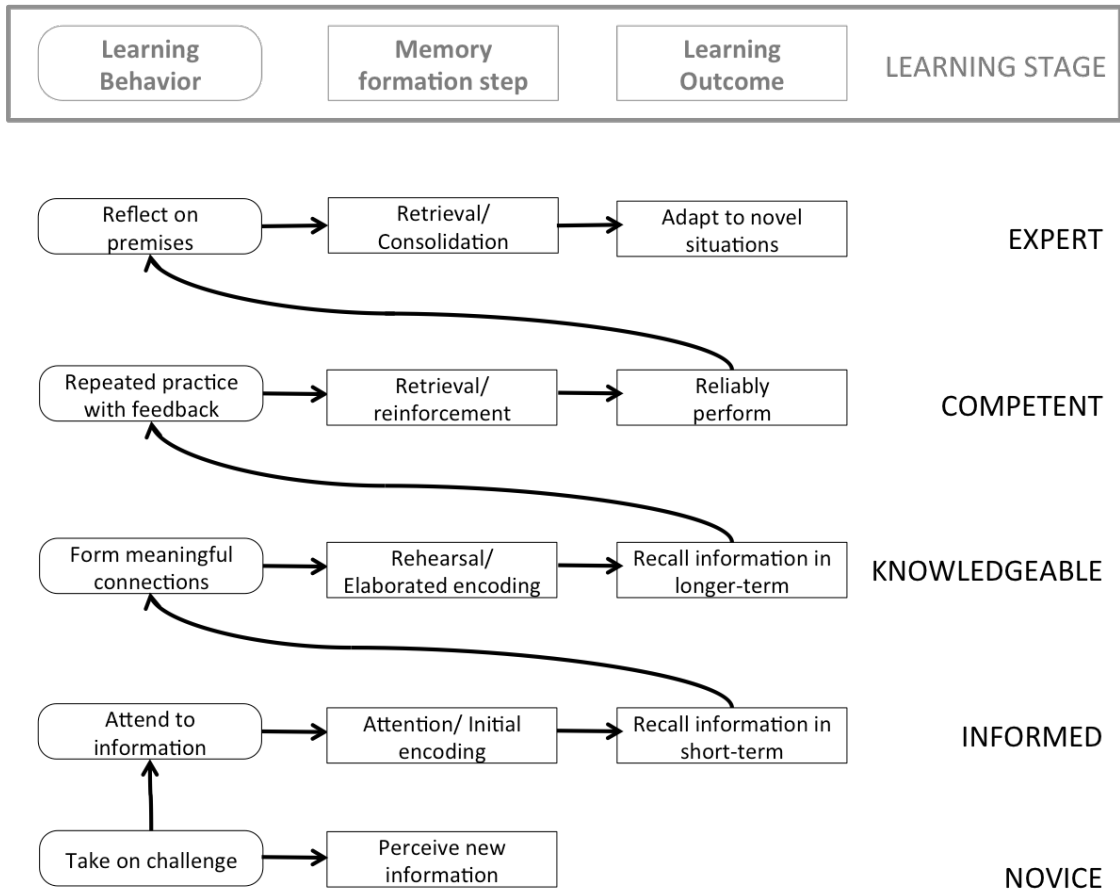 Learning
Behavior
Memory
formation step
Learning
Outcome
LEARNING STAGE
Reflect on
premises
Retrieval/
Consolidation
Adapt to novel
situations
EXPERT
Repeated practice
with feedback
Retrieval/
reinforcement
Reliably
perform
COMPETENT
Form meaningful
connections
Rehearsal/
Elaborated encoding
Recall information in
longer-term
KNOWLEDGEABLE
Attend to
information
Attention/ Initial
encoding
Recall information in
short-term
INFORMED
Take on challenge
Perceive new
information
NOVICE